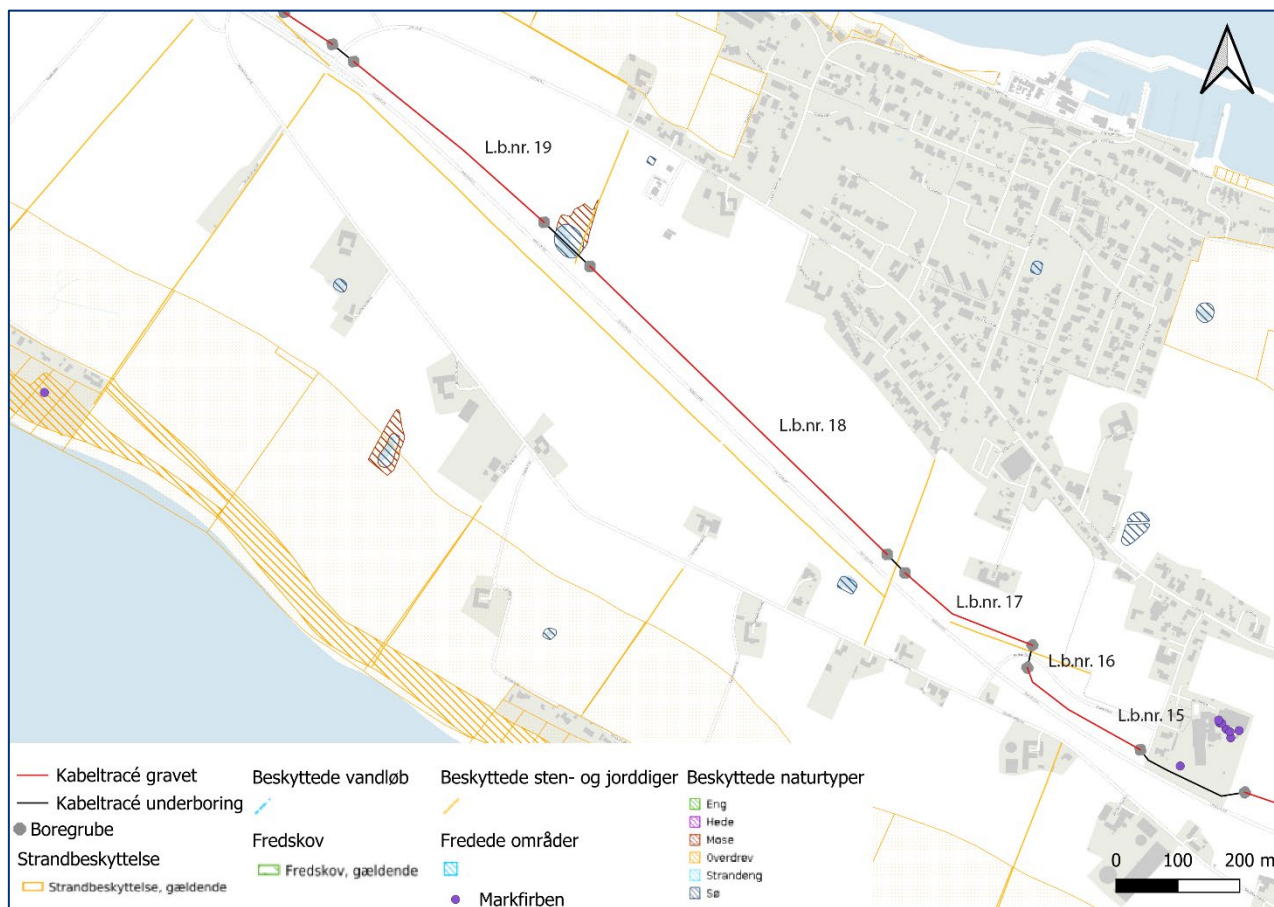 L.b.nr. 19
L.b.nr. 18
L.b.nr. 17
L.b.nr. 16
L.b.nr. 15
Kabeltracé gravet
Kabeltracé underboring
Boregrube
Strandbeskyttelse
Strandbeskyttelse, gældende
Beskyttede vandløb
Fredskov
Fredskov, gældende
Beskyttede sten- og jorddiger
Fredede områder
Markfirben
Beskyttede naturtyper
Eng
Hede
Mose
Overdrev
Strandeng
Sø
0 100 200 m